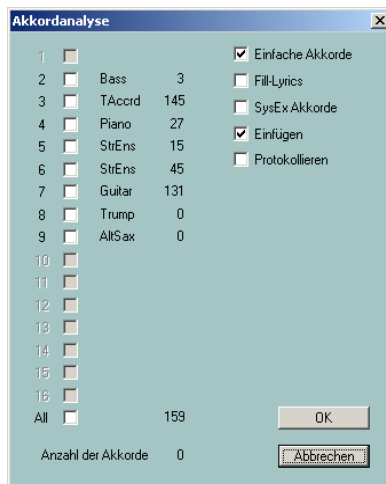 Akkordanalyse
1
2 Bass 3
3 TAccrd 145
4 Piano 27
5 StrEns 15
6 StrEns 45
7 Guitar 131
8 Trump 0
9 AltSax 0
10
11
12
13
14
15
16
All 159
Anzahl der Akkorde 0
Einfache Akkorde
Fill-Lyrics
SysEx Akkorde
Einfügen
Protokollieren
OK
Abbrechen